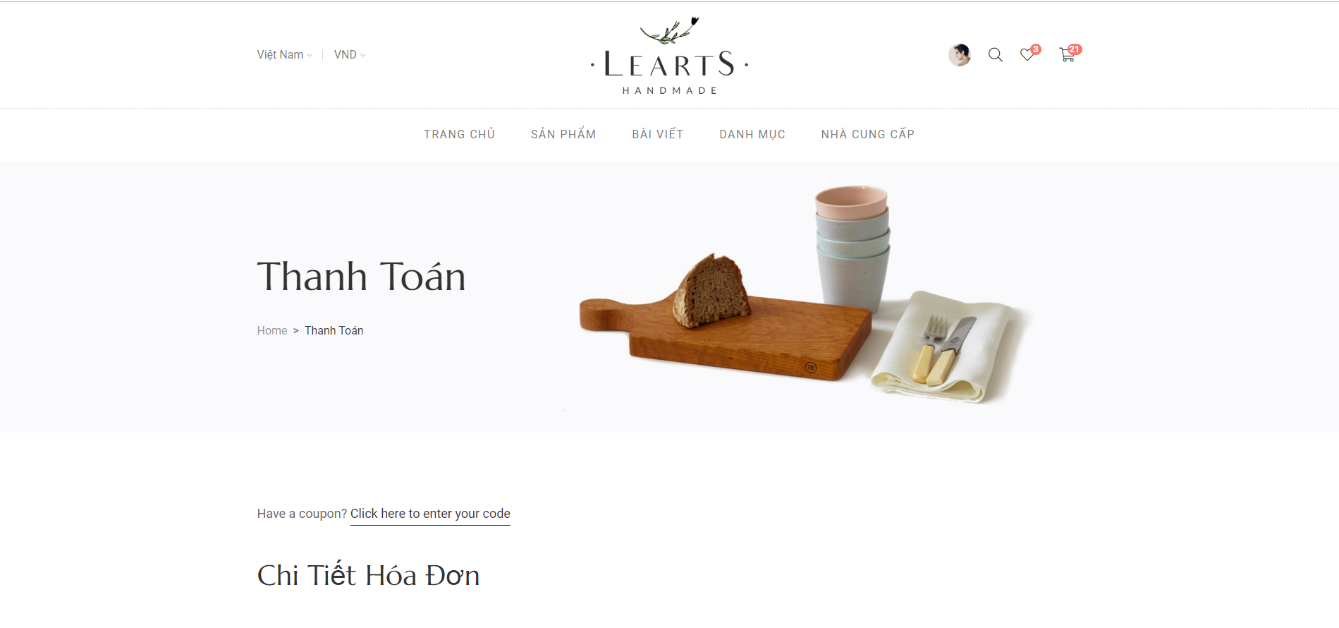 Việt Nam
VND
LEARTS
HANDMADE
3
21
TRANG CHỦ
SẢN PHẨM
BÀI VIẾT
DANH MỤC
NHÀ CUNG CẤP
Thanh Toán
Home > Thanh Toán
Have a coupon? Click here to enter your code
Chi Tiết Hóa Đơn